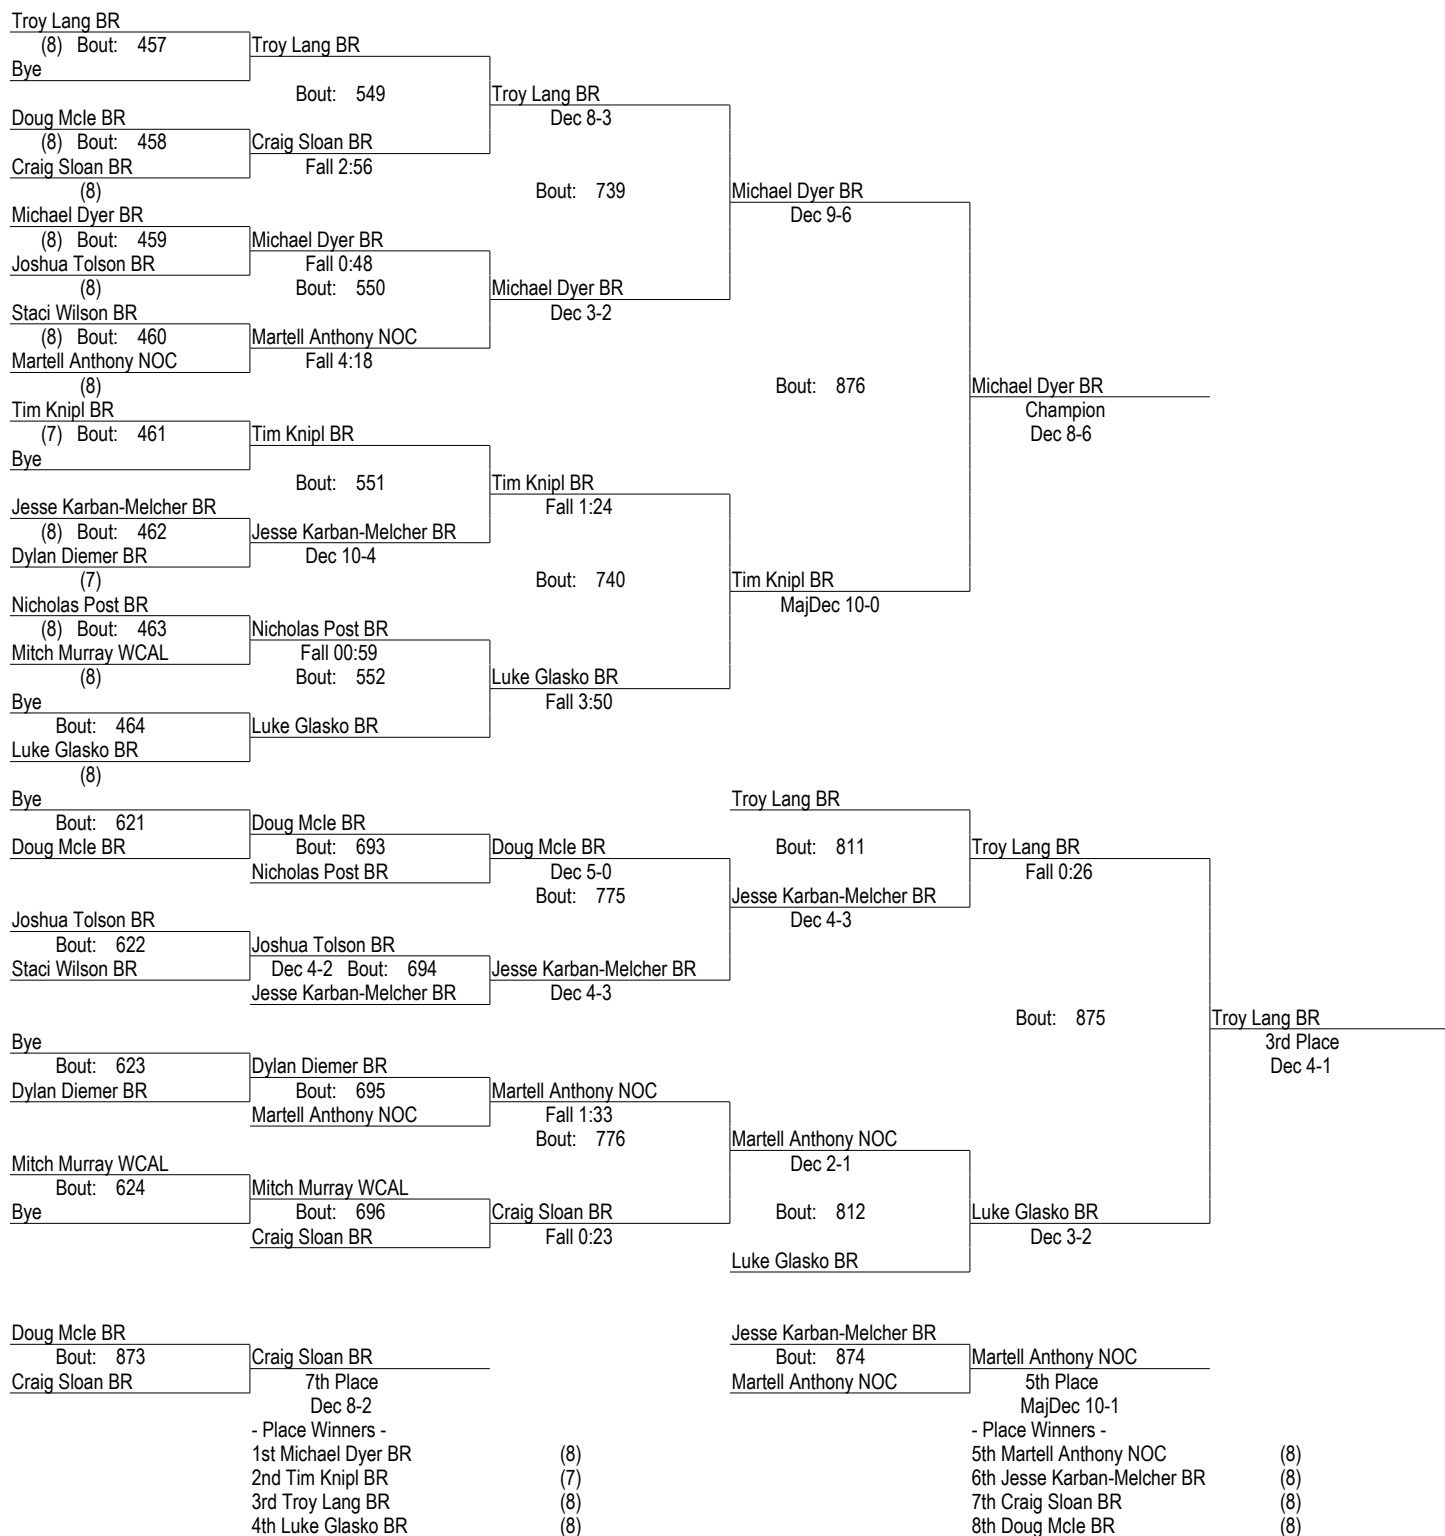 Troy Lang BR
(8) Bout: 457 Troy Lang BR
Bye
Bout: 549 Troy Lang BR
Doug Mcle BR Dec 8-3
(8) Bout: 458 Craig Sloan BR
Craig Sloan BR Fall 2:56
(8) Bout: 739 Michael Dyer BR
Michael Dyer BR Dec 9-6
(8) Bout: 459 Michael Dyer BR
Joshua Tolson BR Fall 0:48
(8) Bout: 550 Michael Dyer BR
Staci Wilson BR Dec 3-2
(8) Bout: 460 Martell Anthony NOC
Martell Anthony NOC Fall 4:18
(8) Bout: 876 Michael Dyer BR
Tim Knipl BR Champion
(7) Bout: 461 Tim Knipl BR Dec 8-6
Bye
Bout: 551 Tim Knipl BR
Jesse Karban-Melcher BR Fall 1:24
(8) Bout: 462 Jesse Karban-Melcher BR
Dylan Diemer BR Dec 10-4
(7) Bout: 740 Tim Knipl BR
Nicholas Post BR MajDec 10-0
(8) Bout: 463 Nicholas Post BR
Mitch Murray WCAL Fall 00:59
(8) Bout: 552 Luke Glasko BR
Bye Fall 3:50
Bout: 464 Luke Glasko BR
Luke Glasko BR
(8)
Bye Troy Lang BR
Bout: 621 Doug Mcle BR
Doug Mcle BR Bout: 693 Doug Mcle BR Bout: 811 Troy Lang BR
Nicholas Post BR Dec 5-0 Fall 0:26
Bout: 775 Jesse Karban-Melcher BR
Joshua Tolson BR Dec 4-3
Bout: 622 Joshua Tolson BR
Staci Wilson BR Dec 4-2 Bout: 694 Jesse Karban-Melcher BR
Jesse Karban-Melcher BR Dec 4-3
Bout: 875 Troy Lang BR
Bye 3rd Place
Bout: 623 Dylan Diemer BR Dec 4-1
Dylan Diemer BR Bout: 695 Martell Anthony NOC
Martell Anthony NOC Fall 1:33
Bout: 776 Martell Anthony NOC
Mitch Murray WCAL Dec 2-1
Bout: 624 Mitch Murray WCAL
Bye Bout: 696 Craig Sloan BR Bout: 812 Luke Glasko BR
Craig Sloan BR Fall 0:23 Dec 3-2
Luke Glasko BR
Doug Mcle BR Jesse Karban-Melcher BR
Bout: 873 Craig Sloan BR Bout: 874 Martell Anthony NOC
Craig Sloan BR 7th Place Martell Anthony NOC 5th Place
Dec 8-2 MajDec 10-1
- Place Winners - - Place Winners -
1st Michael Dyer BR (8) 5th Martell Anthony NOC (8)
2nd Tim Knipl BR (7) 6th Jesse Karban-Melcher BR (8)
3rd Troy Lang BR (8) 7th Craig Sloan BR (8)
4th Luke Glasko BR (8) 8th Doug Mcle BR (8)